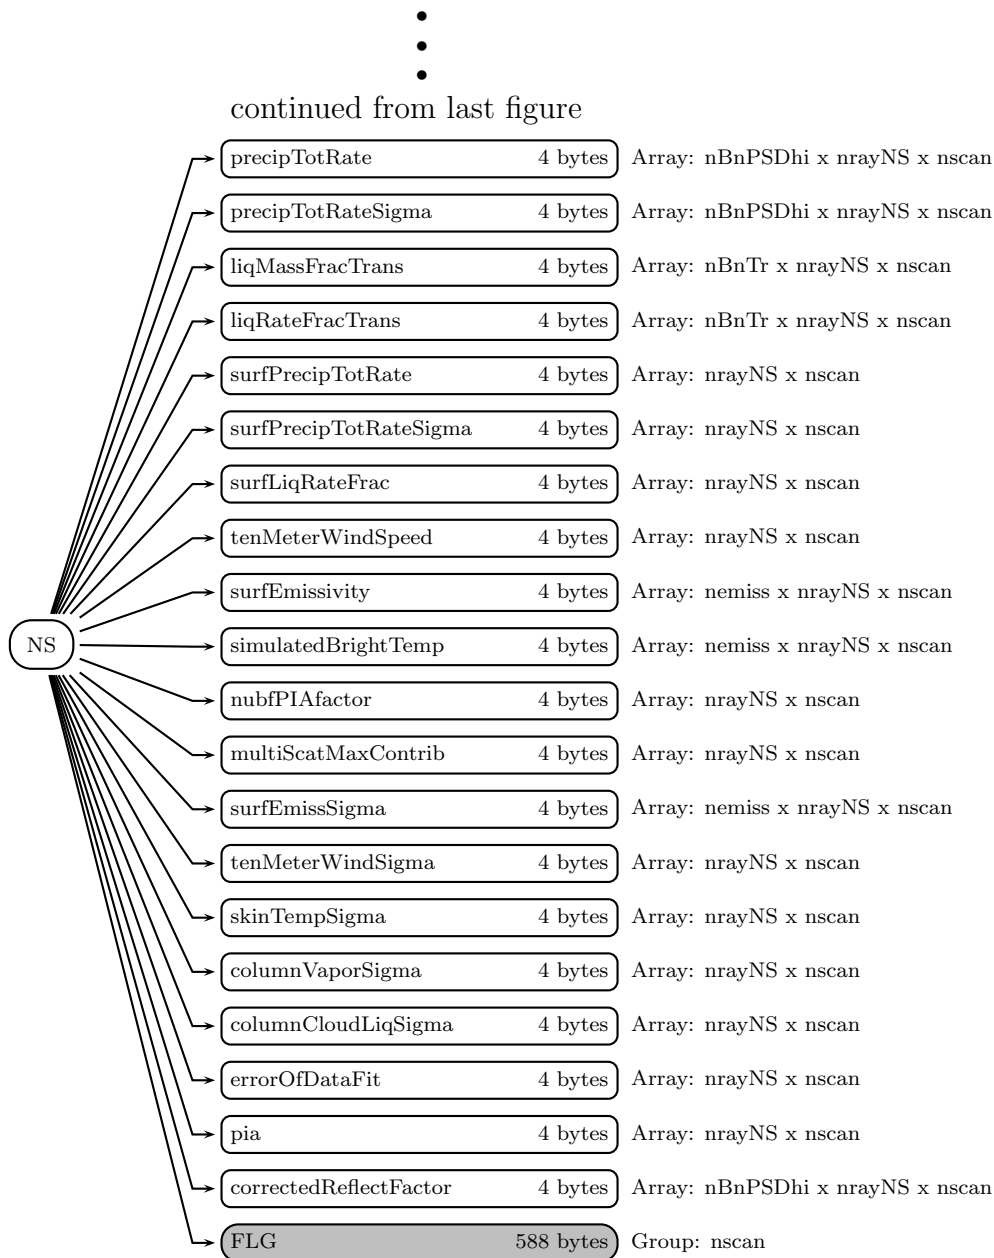 continued from last figure
precipTotRate 4 bytes Array: nBnPSDhi x nrayNS x nscan
precipTotRateSigma 4 bytes Array: nBnPSDhi x nrayNS x nscan
liqMassFracTrans 4 bytes Array: nBnTr x nrayNS x nscan
liqRateFracTrans 4 bytes Array: nBnTr x nrayNS x nscan
surfPrecipTotRate 4 bytes Array: nrayNS x nscan
surfPrecipTotRateSigma 4 bytes Array: nrayNS x nscan
surfLiqRateFrac 4 bytes Array: nrayNS x nscan
tenMeterWindSpeed 4 bytes Array: nrayNS x nscan
surfEmissivity 4 bytes Array: nemiss x nrayNS x nscan
NS simulatedBrightTemp 4 bytes Array: nemiss x nrayNS x nscan
nubfPIAfactor 4 bytes Array: nrayNS x nscan
multiScatMaxContrib 4 bytes Array: nrayNS x nscan
surfEmissSigma 4 bytes Array: nemiss x nrayNS x nscan
tenMeterWindSigma 4 bytes Array: nrayNS x nscan
skinTempSigma 4 bytes Array: nrayNS x nscan
columnVaporSigma 4 bytes Array: nrayNS x nscan
columnCloudLiqSigma 4 bytes Array: nrayNS x nscan
errorOfDataFit 4 bytes Array: nrayNS x nscan
pia 4 bytes Array: nrayNS x nscan
correctedReflectFactor 4 bytes Array: nBnPSDhi x nrayNS x nscan
FLG 588 bytes Group: nscan